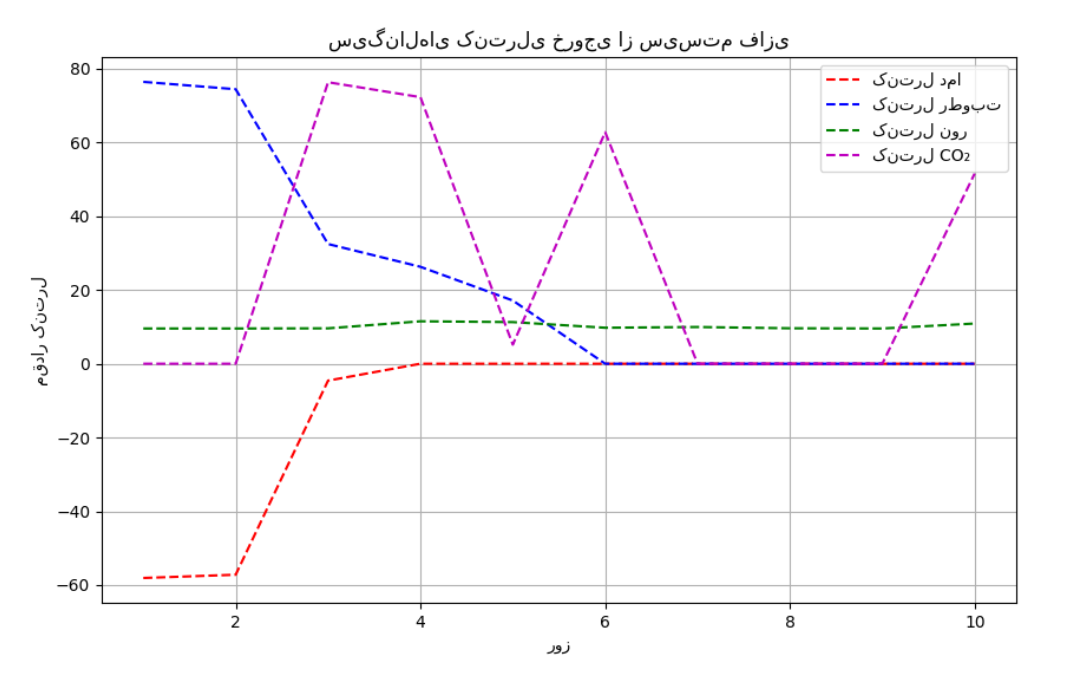 سیگنال‌های کنترلی خروجی از سیستم فازی
کنترل دما
کنترل رطوبت
کنترل نور
کنترل CO₂
مقدار کنترل
80
60
40
20
0
−20
−40
−60
2 4 6 8 10
روز